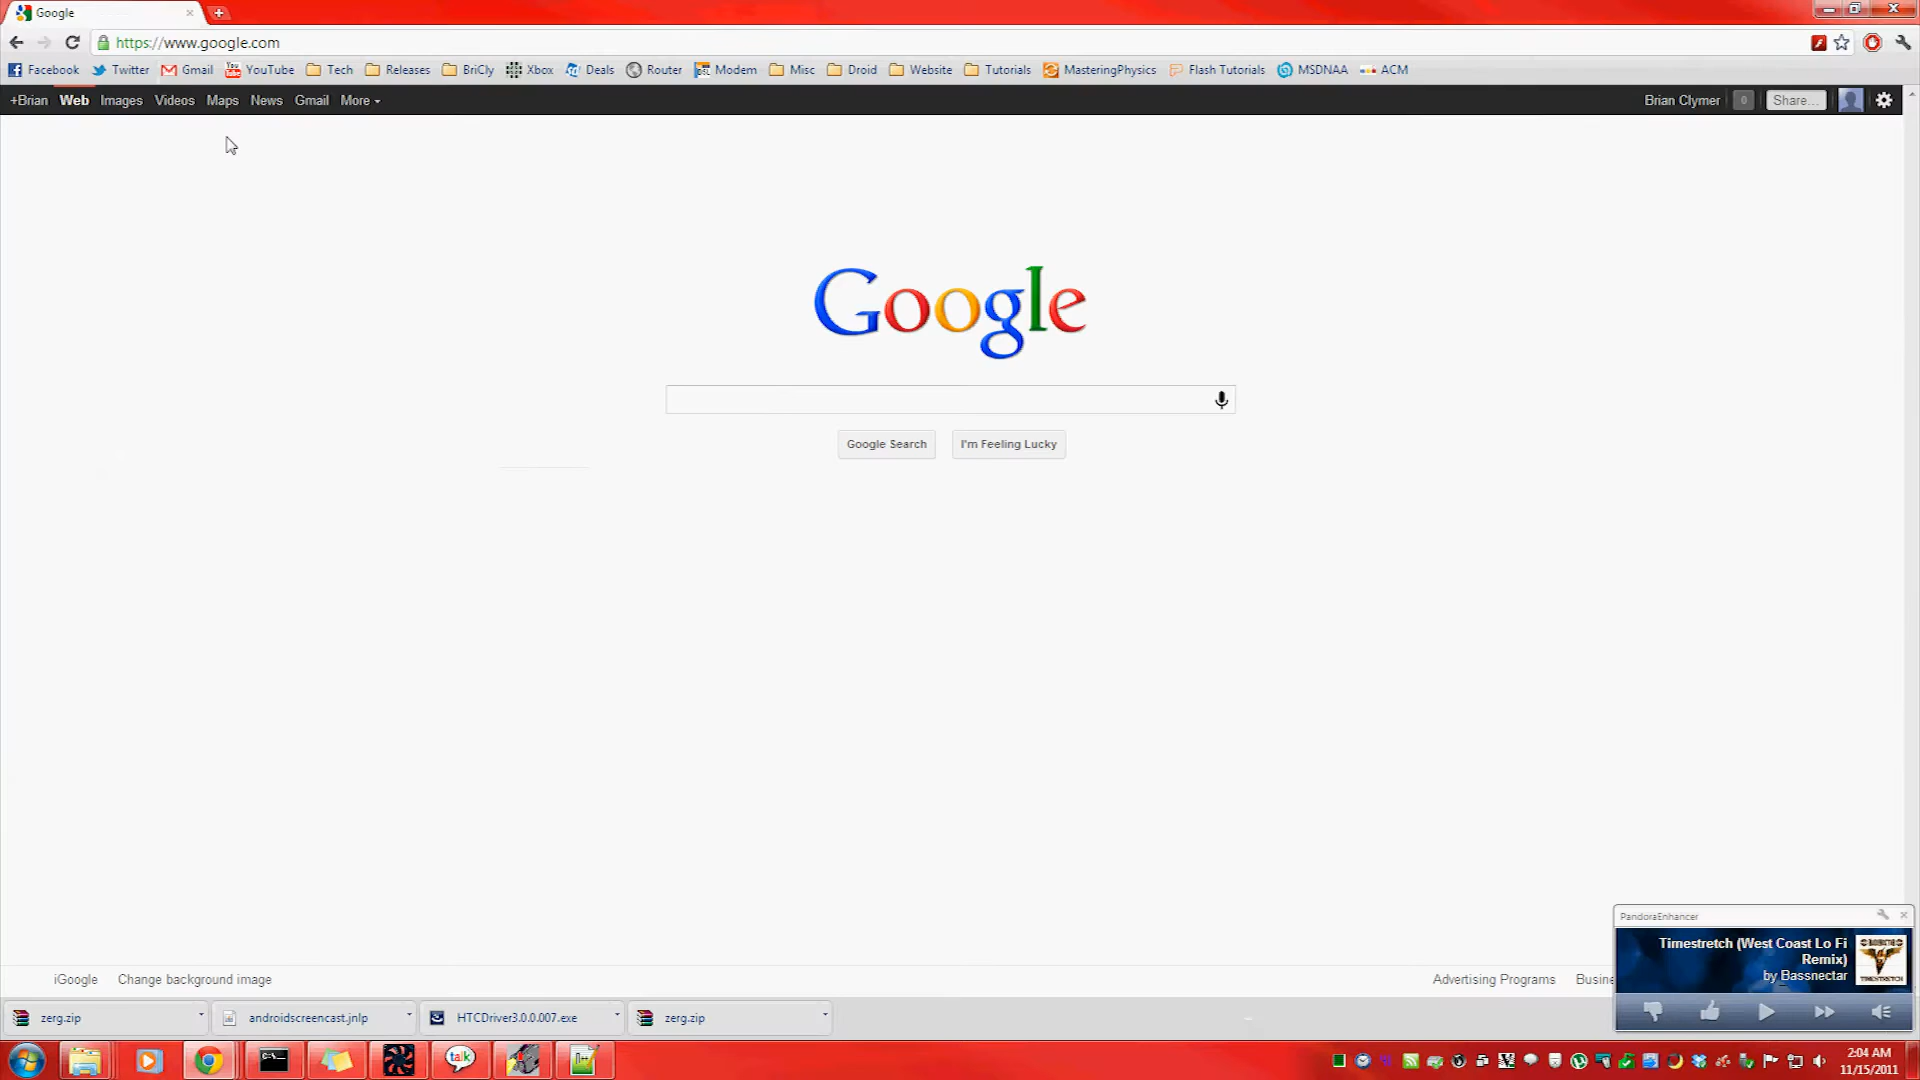 Google
https://www.google.com
Facebook Twitter Gmail YouTube Tech Releases BriCly Xbox Deals Router Modem Misc Droid Website Tutorials MasteringPhysics Flash Tutorials MSDNAA ACM
+Brian Web Images Videos Maps News Gmail More Brian Clymer 0 Share...
Google
Google Search I'm Feeling Lucky
PandoraEnhancer
Timestretch (West Coast Lo Fi
Remix)
by Bassnectar
TIMESTRETCH
iGoogle Change background image Advertising Programs Busine
zerg.zip androidscreencast.jnlp HTCDriver3.0.0.007.exe zerg.zip
talk
2:04 AM
11/15/2011